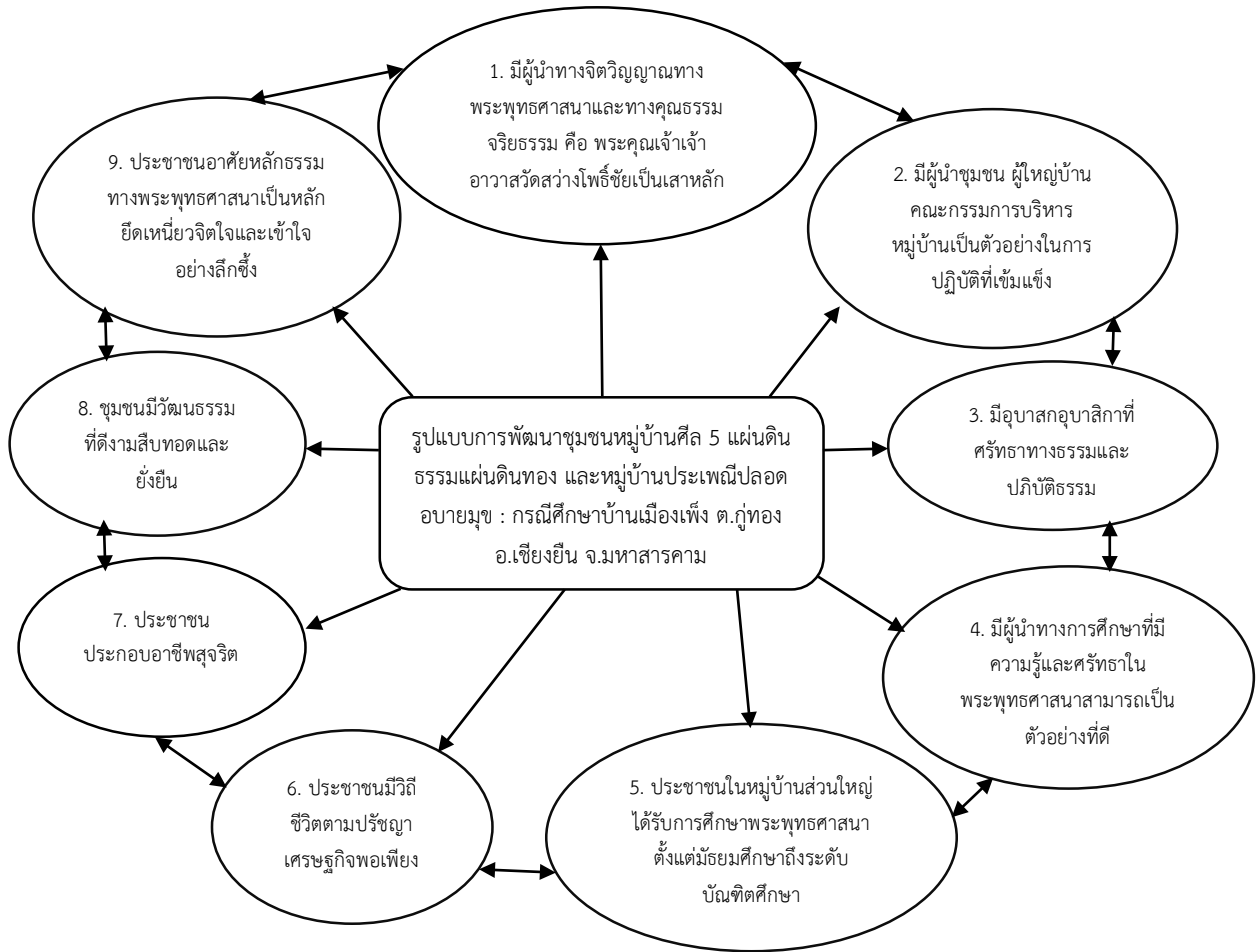 1. มีผู้นำทางจิตวิญญาณทาง
พระพุทธศาสนาและทางคุณธรรม
จริยธรรม คือ พระคุณเจ้าเจ้า
อาวาสวัดสว่างโพธิ์ชัยเป็นเสาหลัก
2. มีผู้นำชุมชน ผู้ใหญ่บ้าน
คณะกรรมการบริหาร
หมู่บ้านเป็นตัวอย่างในการ
ปฏิบัติที่เข้มแข็ง
3. มีอุบาสกอุบาสิกาที่
ศรัทธาทางธรรมและ
ปภิบัติธรรม
4. มีผู้นำทางการศึกษาที่มี
ความรู้และศรัทธาใน
พระพุทธศาสนาสามารถเป็น
ตัวอย่างที่ดี
5. ประชาชนในหมู่บ้านส่วนใหญ่
ได้รับการศึกษาพระพุทธศาสนา
ตั้งแต่มัธยมศึกษาถึงระดับ
บัณฑิตศึกษา
6. ประชาชนมีวิถี
ชีวิตตามปรัชญา
เศรษฐกิจพอเพียง
7. ประชาชน
ประกอบอาชีพสุจริต
8. ชุมชนมีวัฒนธรรม
ที่ดีงามสืบทอดและ
ยั่งยืน
9. ประชาชนอาศัยหลักธรรม
ทางพระพุทธศาสนาเป็นหลัก
ยึดเหนี่ยวจิตใจและเข้าใจ
อย่างลึกซึ้ง
รูปแบบการพัฒนาชุมชนหมู่บ้านศีล 5 แผ่นดิน
ธรรมแผ่นดินทอง และหมู่บ้านประเพณีปลอด
อบายมุข : กรณีศึกษาบ้านเมืองเพ็ง ต.กู่ทอง
อ.เชียงยืน จ.มหาสารคาม